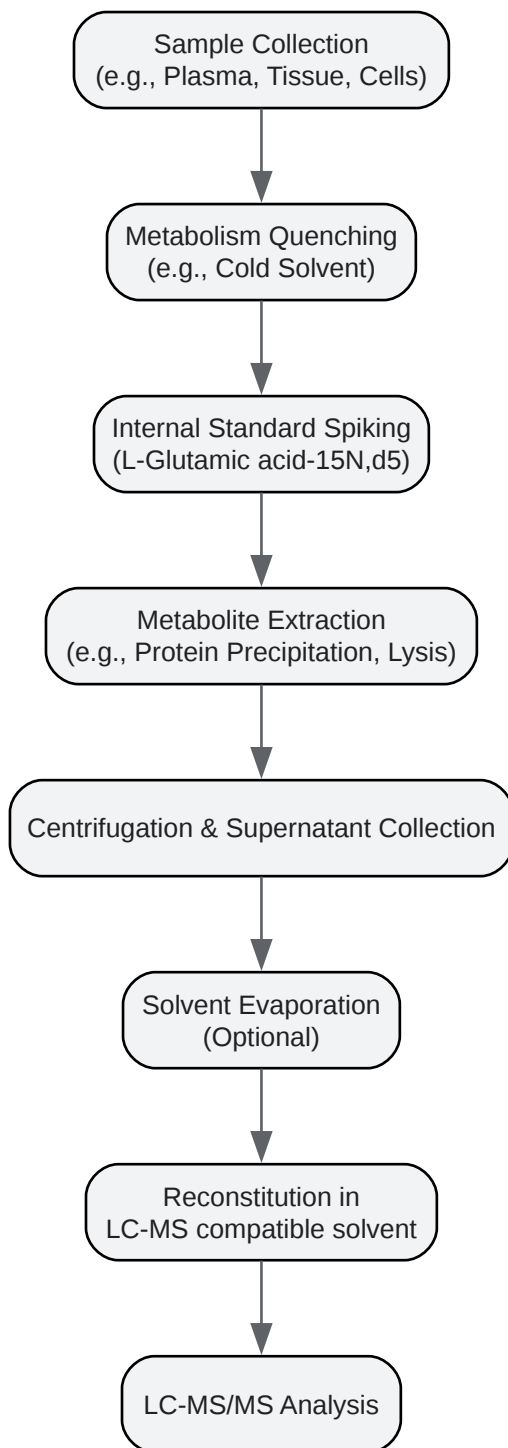 Sample Collection
(e.g., Plasma, Tissue, Cells)
Metabolism Quenching
(e.g., Cold Solvent)
Internal Standard Spiking
(L-Glutamic acid-15N,d5)
Metabolite Extraction
(e.g., Protein Precipitation, Lysis)
Centrifugation & Supernatant Collection
Solvent Evaporation
(Optional)
Reconstitution in
LC-MS compatible solvent
LC-MS/MS Analysis